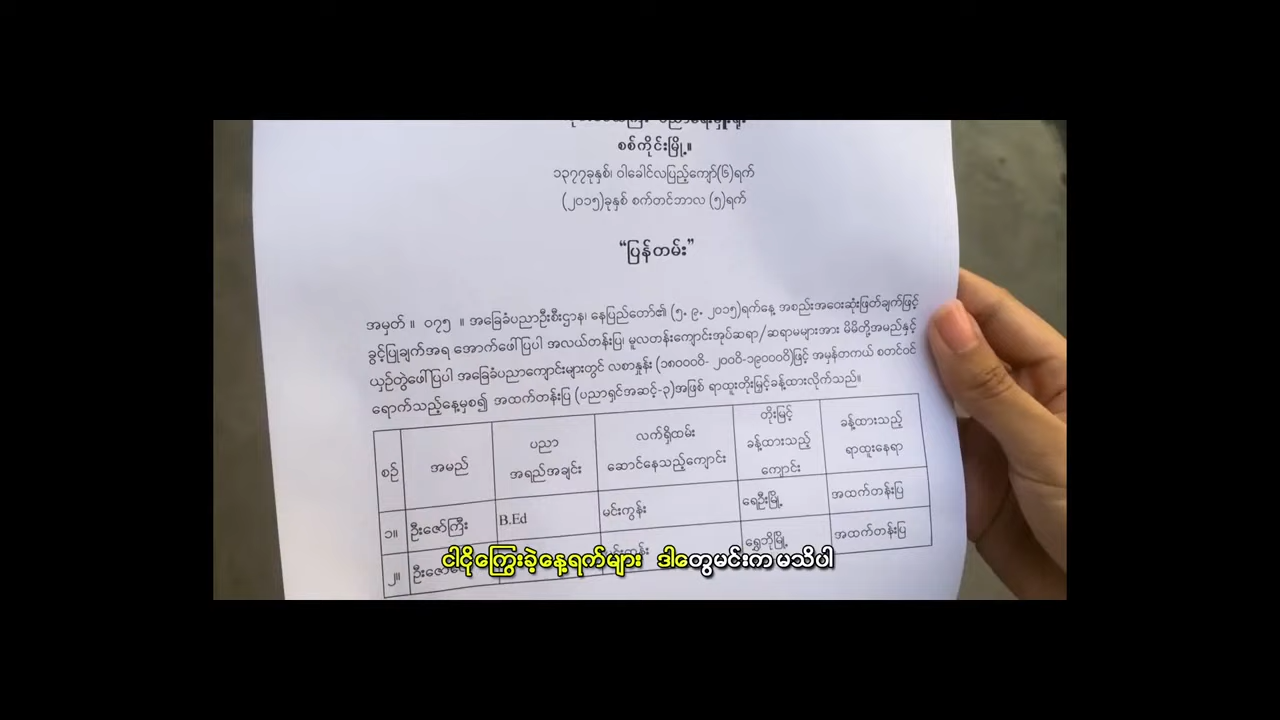 စစ်ကိုင်းမြို့။
၁၃၇၇ခုနှစ်၊ ဝါခေါင်လပြည့်ကျော်(၆)ရက်
(၂၀၁၅)ခုနှစ် စက်တင်ဘာလ (၅)ရက်
“ပြန်တမ်း”
အမှတ် ။ ၀၇၅ ။ အခြေခံပညာဦးစီးဌာန၊ နေပြည်တော်၏ (၅. ၉. ၂၀၁၅)ရက်နေ့ အစည်းအဝေးဆုံးဖြတ်ချက်ဖြင့်
ခွင့်ပြုချက်အရ အောက်ဖော်ပြပါ အလယ်တန်းပြ၊ မူလတန်းကျောင်းအုပ်ဆရာ/ဆရာမများအား မိမိတို့အမည်နှင့်
ယှဉ်တွဲဖော်ပြပါ အခြေခံပညာကျောင်းများတွင် လစာနှုန်း (၁၈၀၀၀၀ိ- ၂၀၀ိ-၁၉၀၀၀ိ)ဖြင့် အမှန်တကယ် စတင်ဝင်
ရောက်သည့်နေ့မှစ၍ အထက်တန်းပြ (ပညာရှင်အဆင့်-၃)အဖြစ် ရာထူးတိုးမြှင့်ခန့်ထားလိုက်သည်။
စဉ် အမည် ပညာ အရည်အချင်း လက်ရှိထမ်း ဆောင်နေသည့်ကျောင်း တိုးမြှင့် ခန့်ထားသည့် ကျောင်း ခန့်ထားသည့် ရာထူးနေရာ
၁။ ဦးဇော်ကြီး B.Ed မင်းကွန်း ရေဦးမြို့ အထက်တန်းပြ
၂။ ရွှေဘိုမြို့ အထက်တန်းပြ
ငါငိုကြွေးခဲ့နေ့ရက်များ ဒါတွေမင်းက မသိပါ